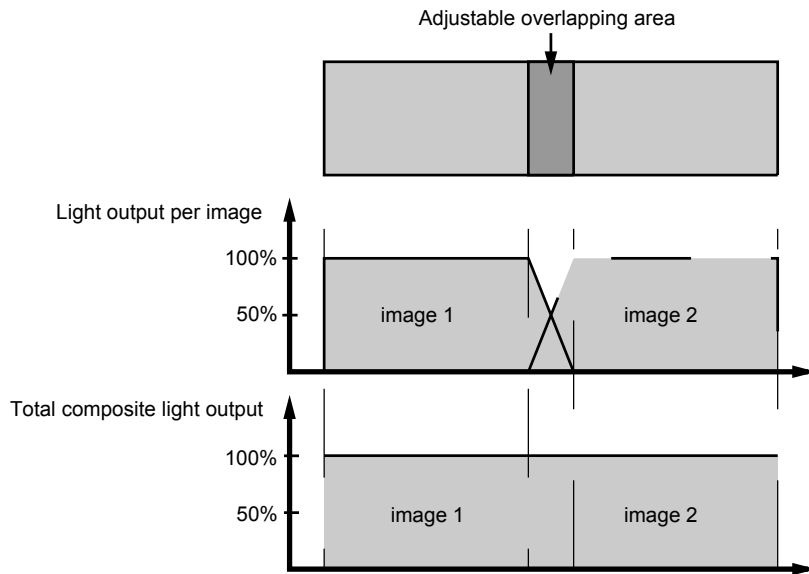 Adjustable overlapping area
Light output per image
100%
50%
image 1
image 2
Total composite light output
100%
50%
image 1
image 2